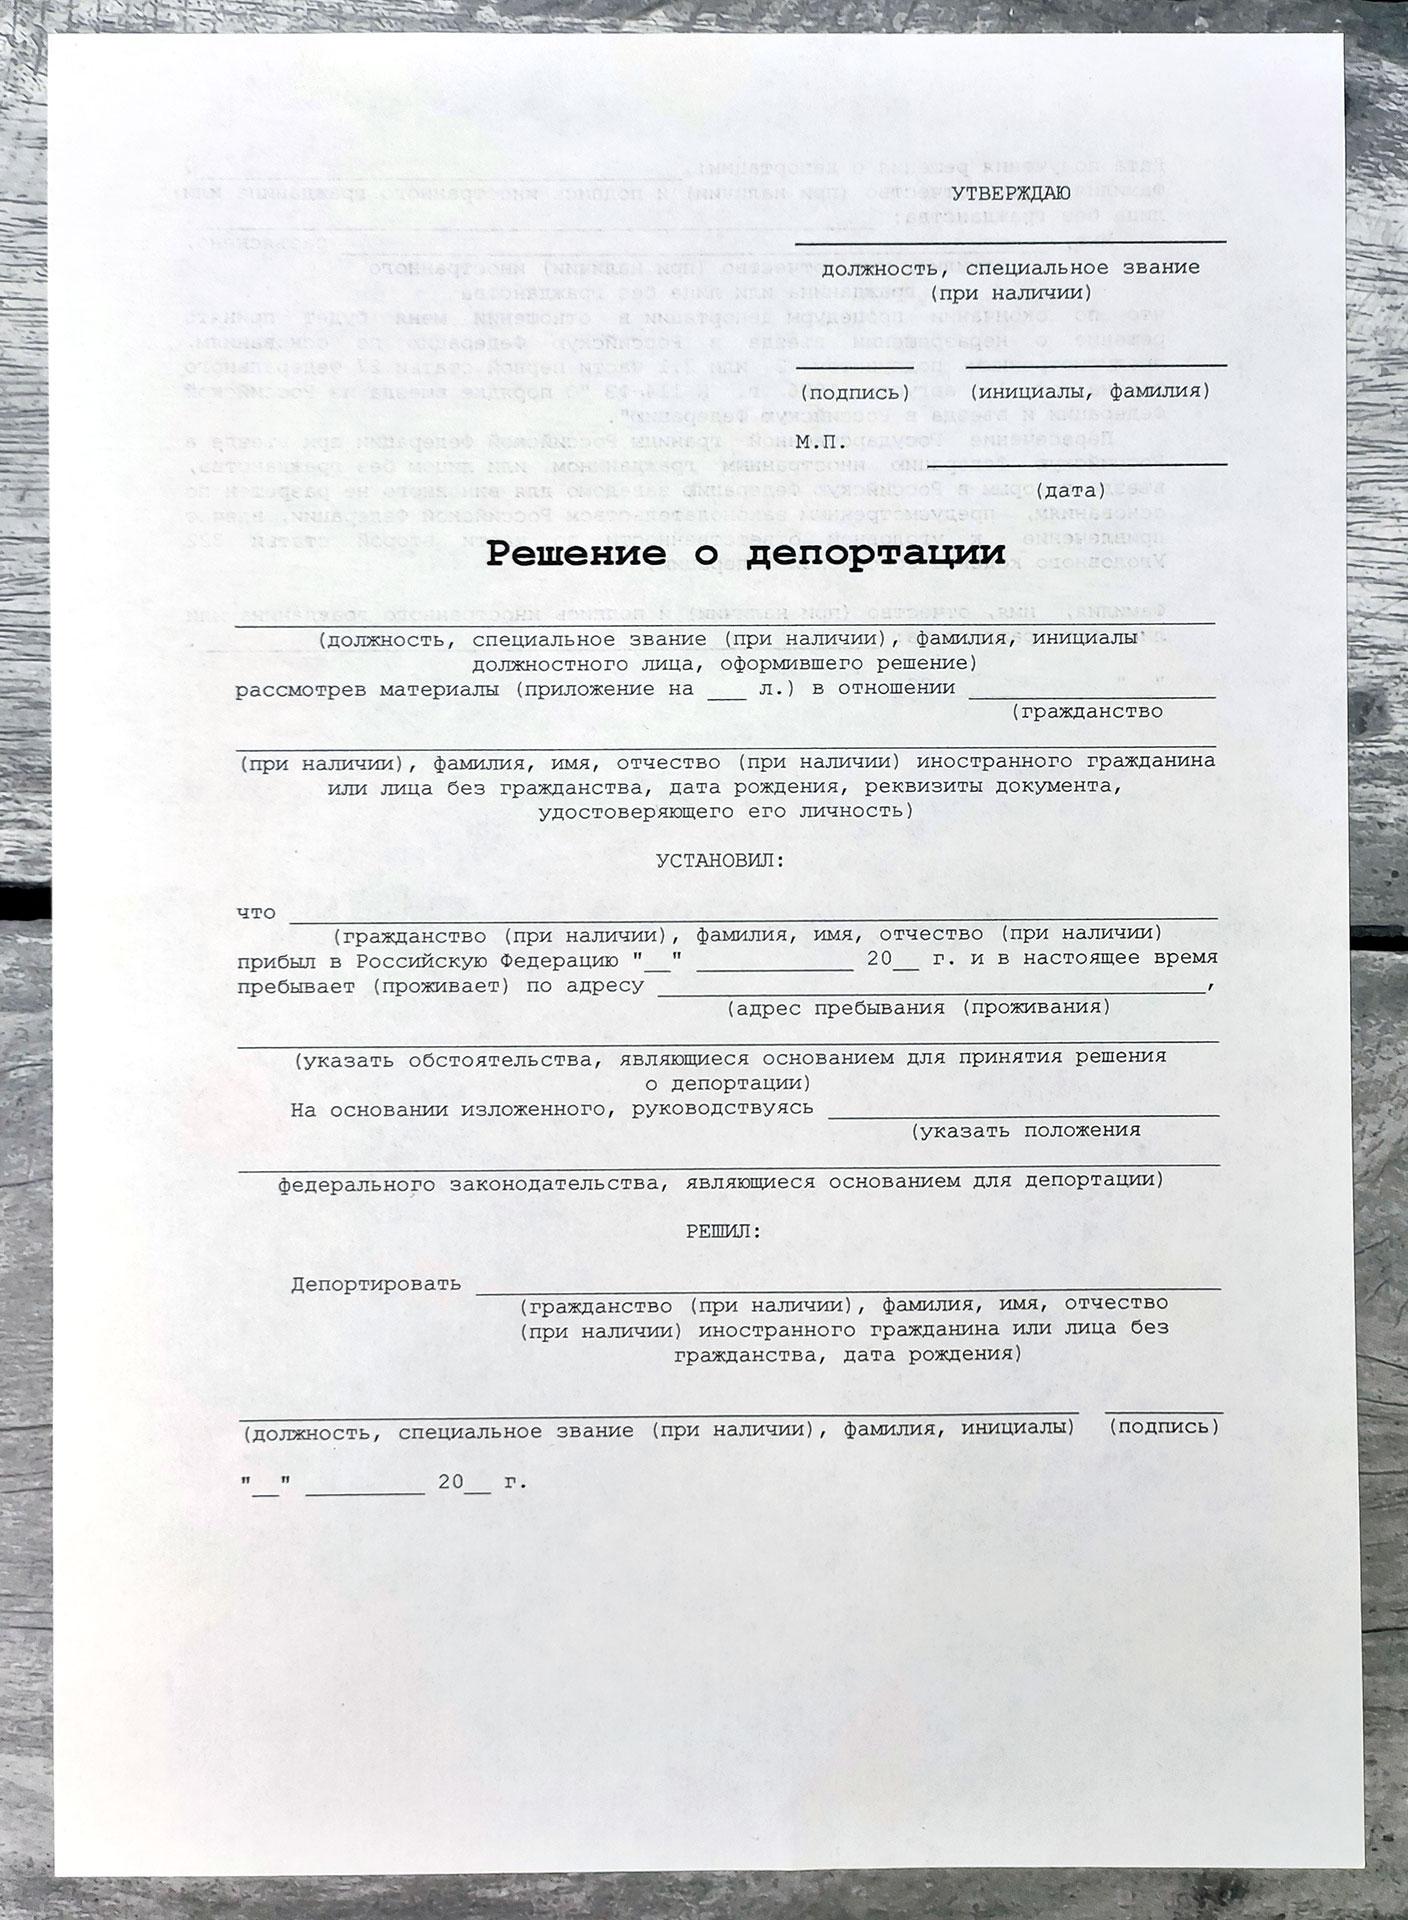 УТВЕРЖДАЮ
должность, специальное звание
(при наличии)
(подпись) (инициалы, фамилия)
М.П.
(дата)
Решение о депортации
(должность, специальное звание (при наличии), фамилия, инициалы
должностного лица, оформившего решение)
рассмотрев материалы (приложение на ___ л.) в отношении ___________________
(гражданство
(при наличии), фамилия, имя, отчество (при наличии) иностранного гражданина
или лица без гражданства, дата рождения, реквизиты документа,
удостоверяющего его личность)
УСТАНОВИЛ:
что
(гражданство (при наличии), фамилия, имя, отчество (при наличии)
прибыл в Российскую Федерацию "__" ____________ 20__ г. и в настоящее время
пребывает (проживает) по адресу __________________________________________,
(адрес пребывания (проживания)
(указать обстоятельства, являющиеся основанием для принятия решения
о депортации)
На основании изложенного, руководствуясь ______________________________
(указать положения
федерального законодательства, являющиеся основанием для депортации)
РЕШИЛ:
Депортировать
(гражданство (при наличии), фамилия, имя, отчество
(при наличии) иностранного гражданина или лица без
гражданства, дата рождения)
(должность, специальное звание (при наличии), фамилия, инициалы) (подпись)
"__" _________ 20__ г.